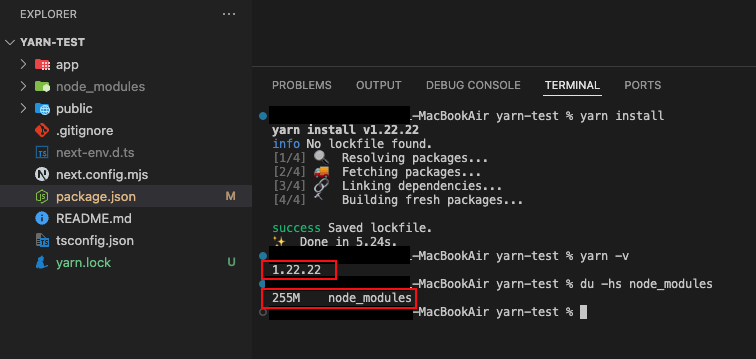 EXPLORER
YARN-TEST
app
node_modules
public
.gitignore
next-env.d.ts
next.config.mjs
package.json M
README.md
tsconfig.json
yarn.lock U
PROBLEMS OUTPUT DEBUG CONSOLE TERMINAL PORTS
-MacBookAir yarn-test % yarn install
yarn install v1.22.22
info No lockfile found.
[1/4] Resolving packages...
[2/4] Fetching packages...
[3/4] Linking dependencies...
[4/4] Building fresh packages...
success Saved lockfile.
Done in 5.24s.
-MacBookAir yarn-test % yarn -v
1.22.22
-MacBookAir yarn-test % du -hs node_modules
255M node_modules
-MacBookAir yarn-test %